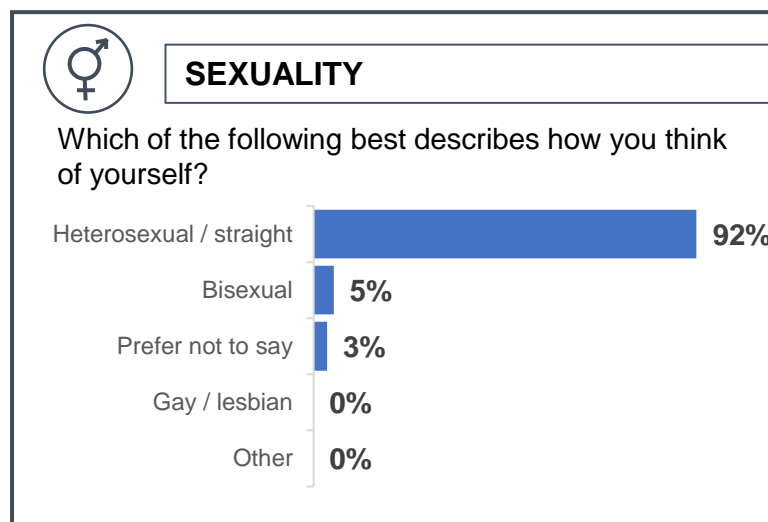 SEXUALITY
Which of the following best describes how you think
of yourself?
Heterosexual / straight 92%
Bisexual 5%
Prefer not to say 3%
Gay / lesbian 0%
Other 0%